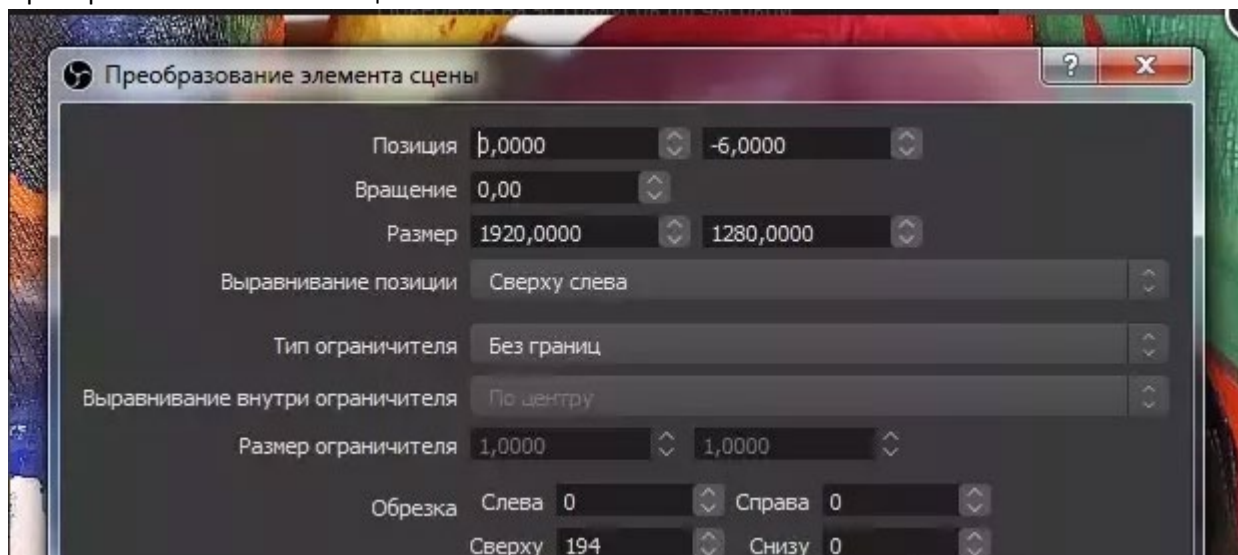 Преобразование элемента сцены
Позиция 0,0000 -6,0000
Вращение 0,00
Размер 1920,0000 1280,0000
Выравнивание позиции Сверху слева
Тип ограничителя Без границ
Выравнивание внутри ограничителя По центру
Размер ограничителя 1,0000 1,0000
Обрезка Слева 0 Справа 0
Сверху 194 Снизу 0